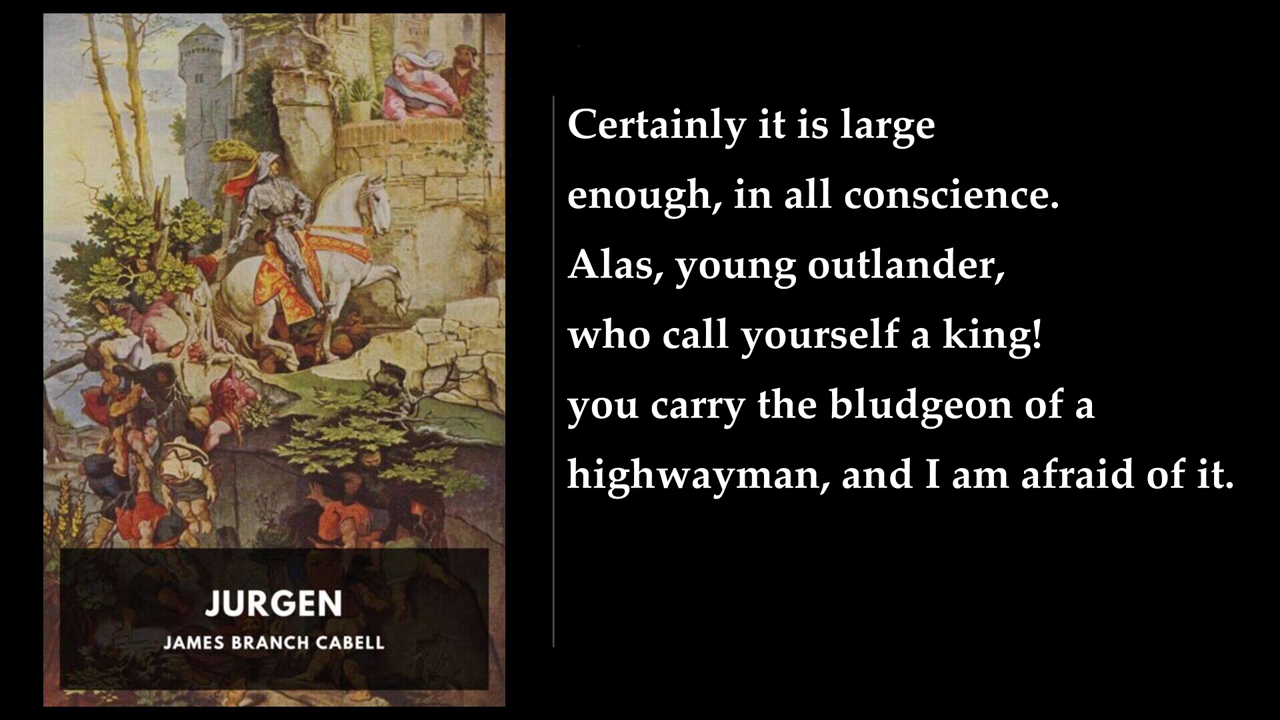 Certainly it is large
enough, in all conscience.
Alas, young outlander,
who call yourself a king!
you carry the bludgeon of a
highwayman, and I am afraid of it.
JURGEN
JAMES BRANCH CABELL